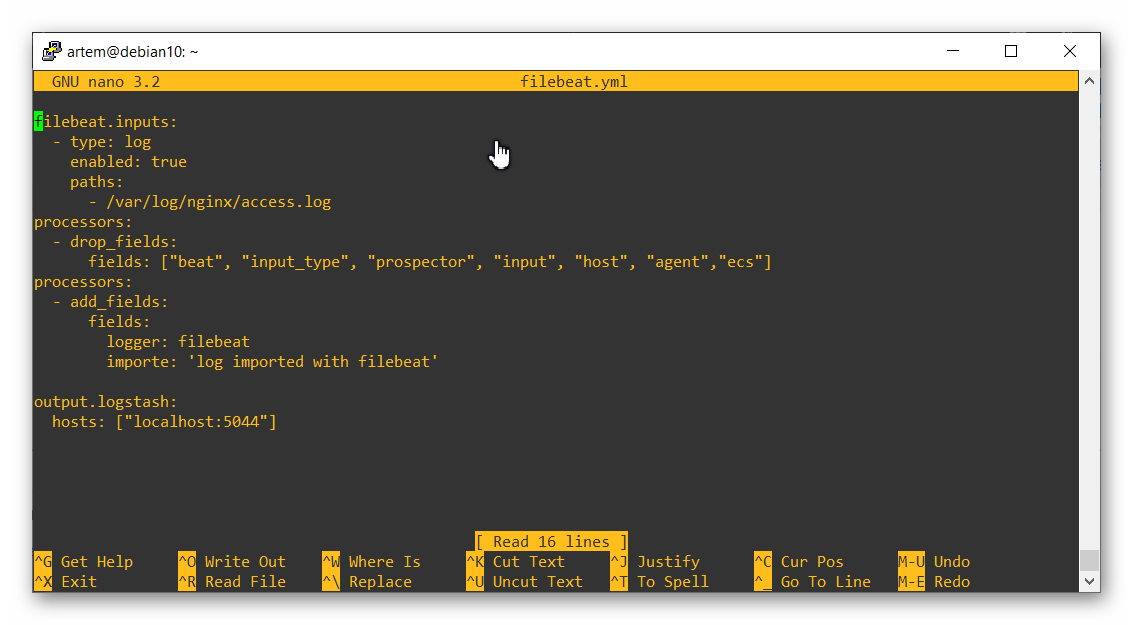 artem@debian10: ~
GNU nano 3.2 filebeat.yml
filebeat.inputs:
  - type: log
    enabled: true
    paths:
      - /var/log/nginx/access.log
processors:
  - drop_fields:
      fields: ["beat", "input_type", "prospector", "input", "host", "agent","ecs"]
processors:
  - add_fields:
      fields:
        logger: filebeat
        importe: 'log imported with filebeat'
output.logstash:
  hosts: ["localhost:5044"]
[ Read 16 lines ]
^G Get Help ^O Write Out ^W Where Is ^K Cut Text ^J Justify ^C Cur Pos M-U Undo
^X Exit ^R Read File ^\ Replace ^U Uncut Text ^T To Spell ^_ Go To Line M-E Redo